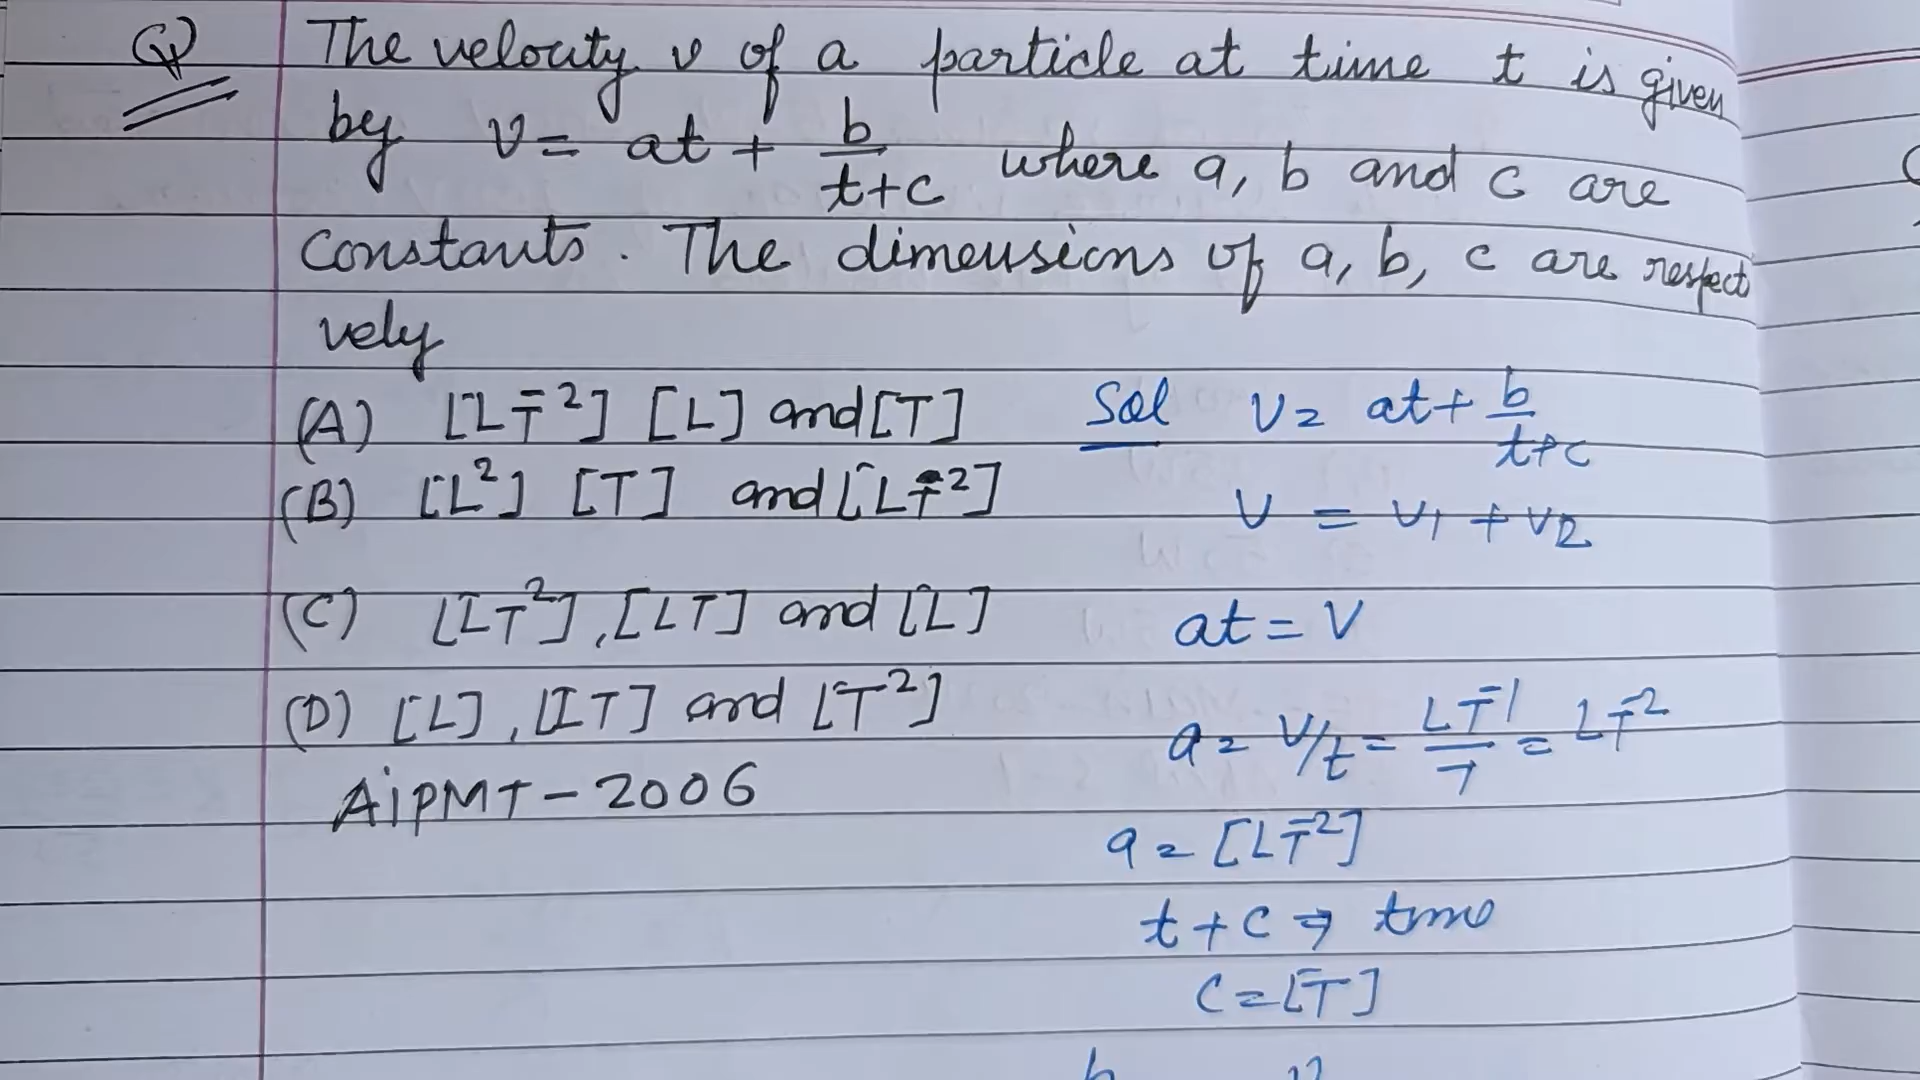 Q The velocity v of a particle at time t is given
by v= at + b/(t+c) where a, b and c are
constants. The dimensions of a, b, c are respect
vely
(A) [LT⁻²] [L] and [T]
(B) [L²] [T] and [LT⁻²]
(C) [LT²], [LT] and [L]
(D) [L], [LT] and [T²]
AiPMT - 2006
Sol v= at + b/(t+c)
v = v₁ + v₂
at = v
a = v/t = LT⁻¹/T = LT⁻²
a = [LT⁻²]
t + c ⇒ time
c = [T]